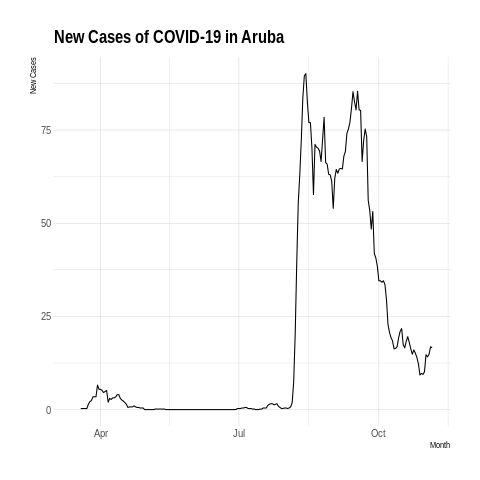 New Cases of COVID-19 in Aruba
New Cases
75
50
25
0
Apr
Jul
Oct
Month